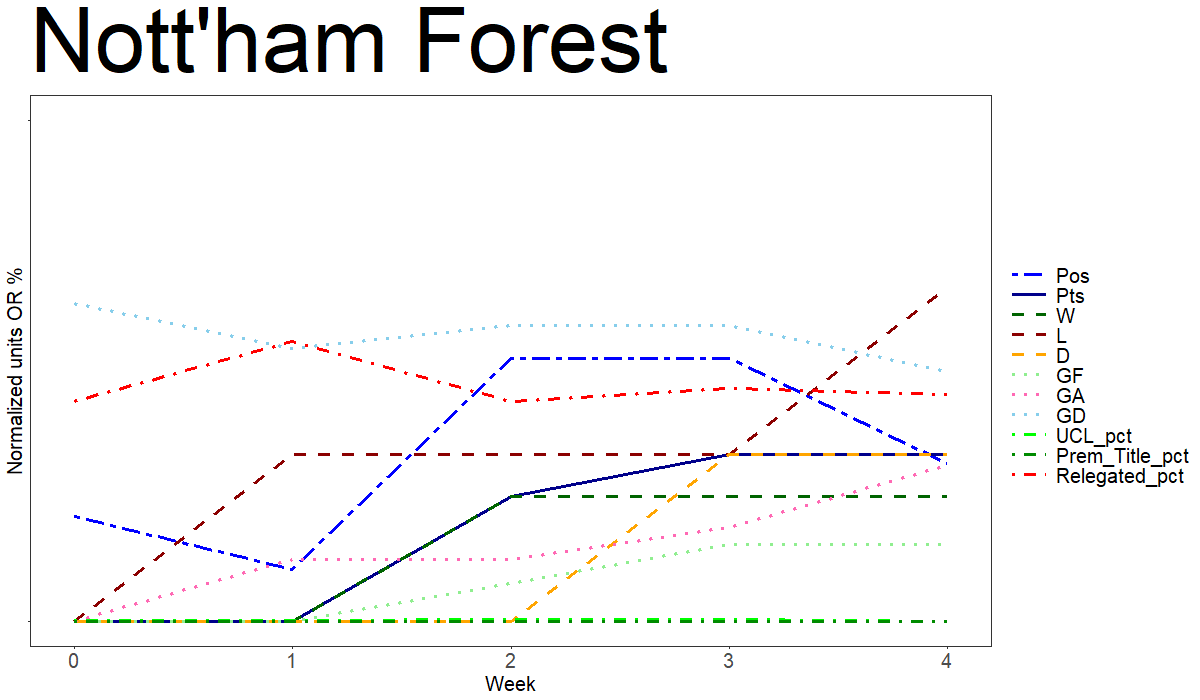 Nott'ham Forest
Normalized units OR %
0 1 2 3 4
Week
Pos
Pts
W
L
D
GF
GA
GD
UCL_pct
Prem_Title_pct
Relegated_pct